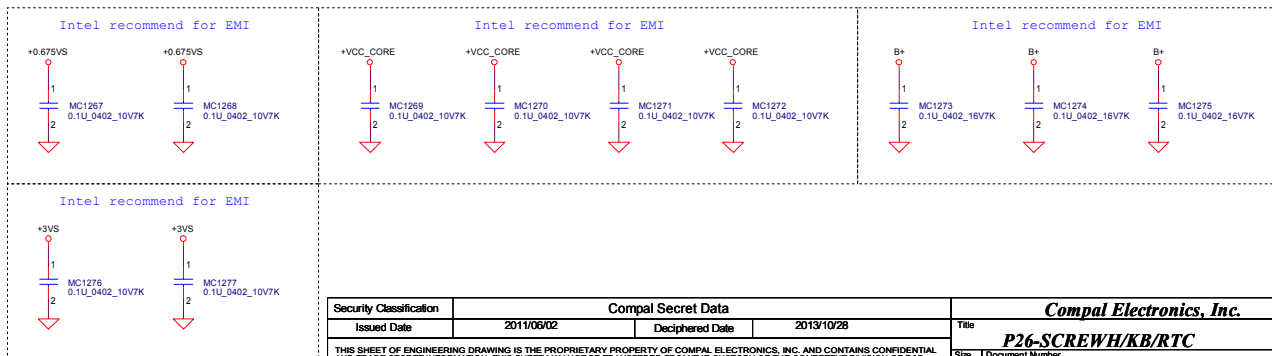 Intel recommend for EMI
+0.675VS
+0.675VS
1
MC1267
0.1U_0402_10V7K
2
1
MC1268
0.1U_0402_10V7K
2
Intel recommend for EMI
+VCC_CORE
+VCC_CORE
+VCC_CORE
+VCC_CORE
1
MC1269
0.1U_0402_10V7K
2
1
MC1270
0.1U_0402_10V7K
2
1
MC1271
0.1U_0402_10V7K
2
1
MC1272
0.1U_0402_10V7K
2
Intel recommend for EMI
B+
B+
B+
1
MC1273
0.1U_0402_16V7K
2
1
MC1274
0.1U_0402_16V7K
2
1
MC1275
0.1U_0402_16V7K
2
Intel recommend for EMI
+3VS
+3VS
1
MC1276
0.1U_0402_10V7K
2
1
MC1277
0.1U_0402_10V7K
2
Security Classification
Compal Secret Data
Issued Date
2011/06/02
Deciphered Date
2013/10/28
THIS SHEET OF ENGINEERING DRAWING IS THE PROPRIETARY PROPERTY OF COMPAL ELECTRONICS, INC. AND CONTAINS CONFIDENTIAL
Compal Electronics, Inc.
Title
P26-SCREWH/KB/RTC
Size
Document Number